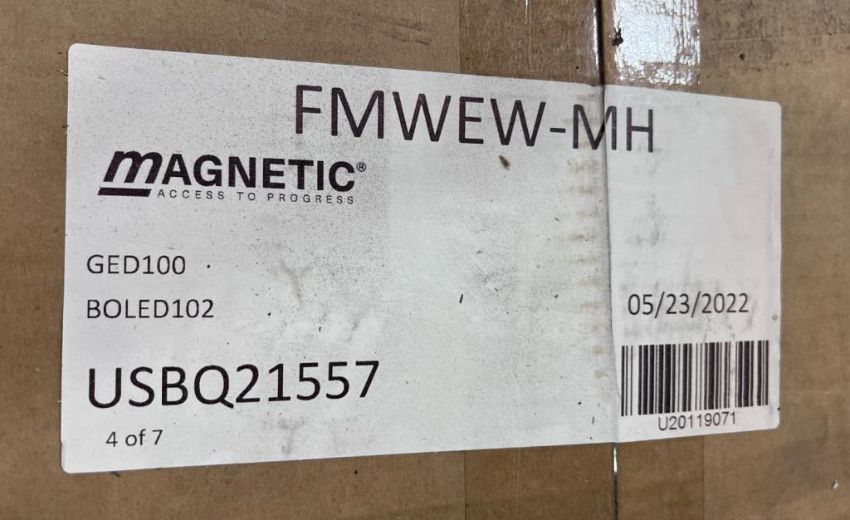 FMWEW-MH
mAGNETIC®
ACCESS TO PROGRESS
GED100
BOLED102
05/23/2022
USBQ21557
4 of 7
U20119071